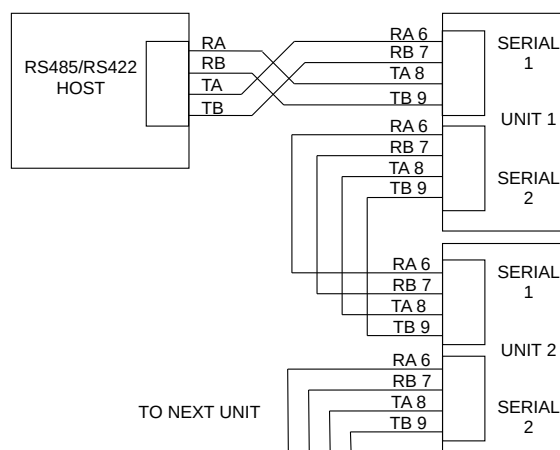 RS485/RS422
HOST
RA
RB
TA
TB
RA 6
RB 7
TA 8
TB 9
SERIAL
1
UNIT 1
RA 6
RB 7
TA 8
TB 9
SERIAL
2
RA 6
RB 7
TA 8
TB 9
SERIAL
1
UNIT 2
RA 6
RB 7
TA 8
TB 9
SERIAL
2
TO NEXT UNIT